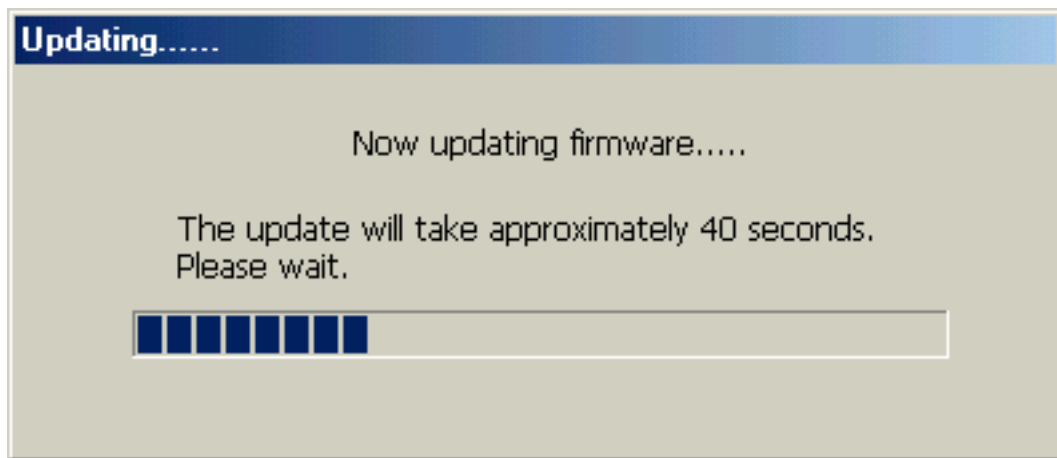 Updating......
Now updating firmware.....
The update will take approximately 40 seconds.
Please wait.